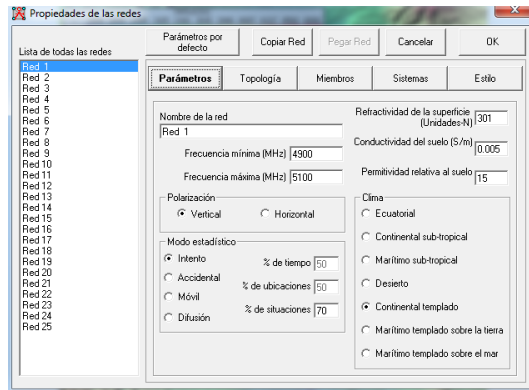 Propiedades de las redes
Lista de todas las redes
Parámetros por
defecto
Copiar Red
Pegar Red
Cancelar
OK
Red 1
Red 2
Red 3
Red 4
Red 5
Red 6
Red 7
Red 8
Red 9
Red 10
Red 11
Red 12
Red 13
Red 14
Red 15
Red 16
Red 17
Red 18
Red 19
Red 20
Red 21
Red 22
Red 23
Red 24
Red 25
Parámetros
Topología
Miembros
Sistemas
Estilo
Nombre de la red
Red 1
Frecuencia mínima (MHz) 4900
Frecuencia máxima (MHz) 5100
Polarización
Vertical
Horizontal
Modo estadístico
Intento
Accidental
Móvil
Difusión
% de tiempo 50
% de ubicaciones 50
% de situaciones 70
Refractividad de la superficie
(Unidades-N) 301
Conductividad del suelo (S/m) 0.005
Permitividad relativa al suelo 15
Clima
Ecuatorial
Continental sub-tropical
Marítimo sub-tropical
Desierto
Continental templado
Marítimo templado sobre la tierra
Marítimo templado sobre el mar